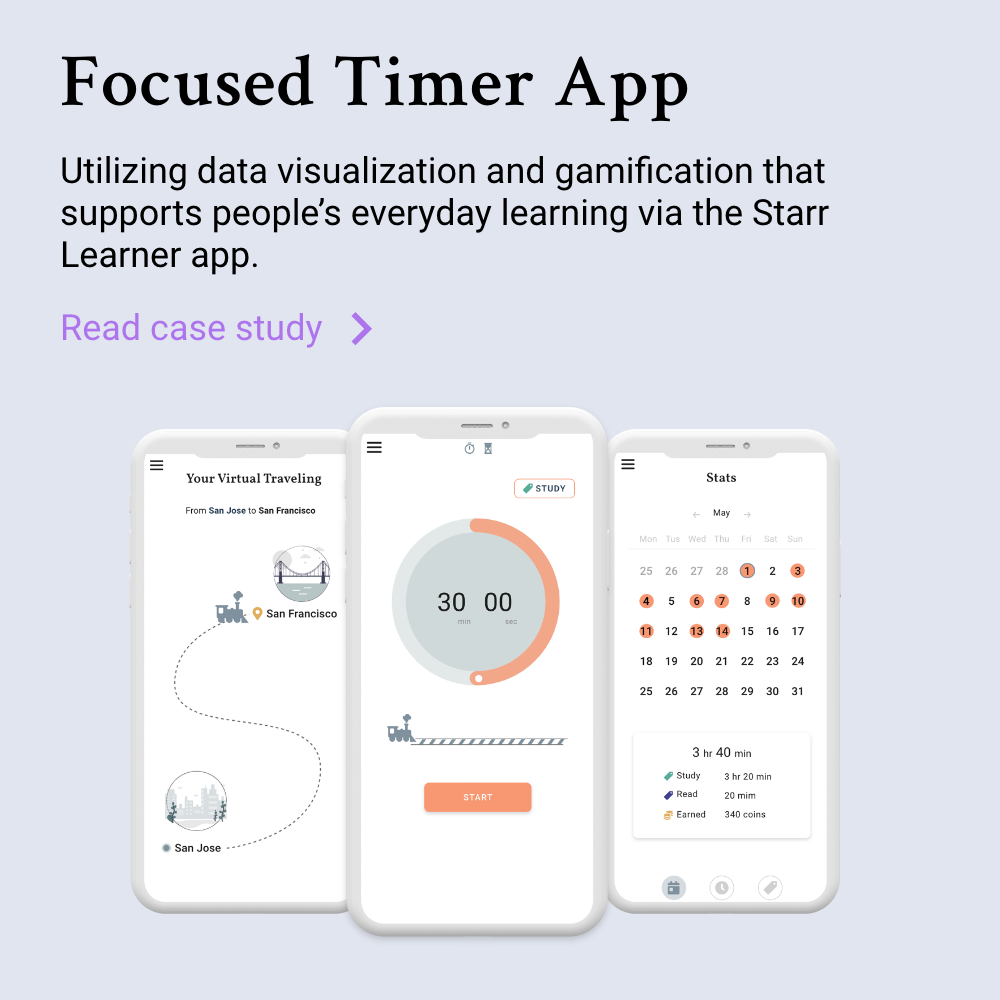 Focused Timer App
Utilizing data visualization and gamification that
supports people’s everyday learning via the Starr
Learner app.
Read case study
Your Virtual Traveling
From San Jose to San Francisco
San Francisco
San Jose
STUDY
30 00
min sec
START
Stats
← May →
Mon Tue Wed Thu Fri Sat Sun
25 26 27 28 1 2 3
4 5 6 7 8 9 10
11 12 13 14 15 16 17
18 19 20 21 22 23 24
25 26 27 28 29 30 31
3 hr 40 min
Study 3 hr 20 min
Read 20 mim
Earned 340 coins